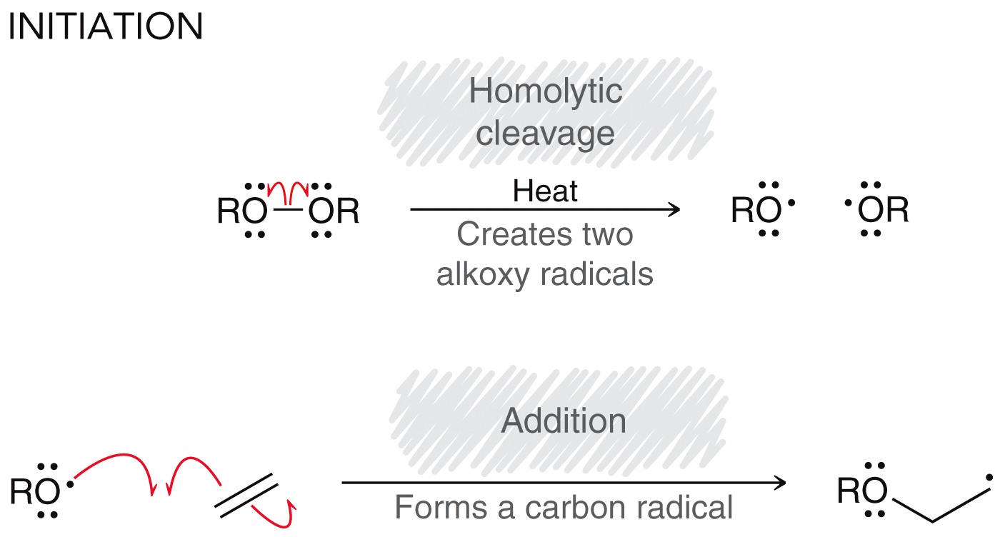 INITIATION
Homolytic
cleavage
Heat
RO—OR
RO· ·OR
Creates two
alkoxy radicals
Addition
RO·
RO
Forms a carbon radical